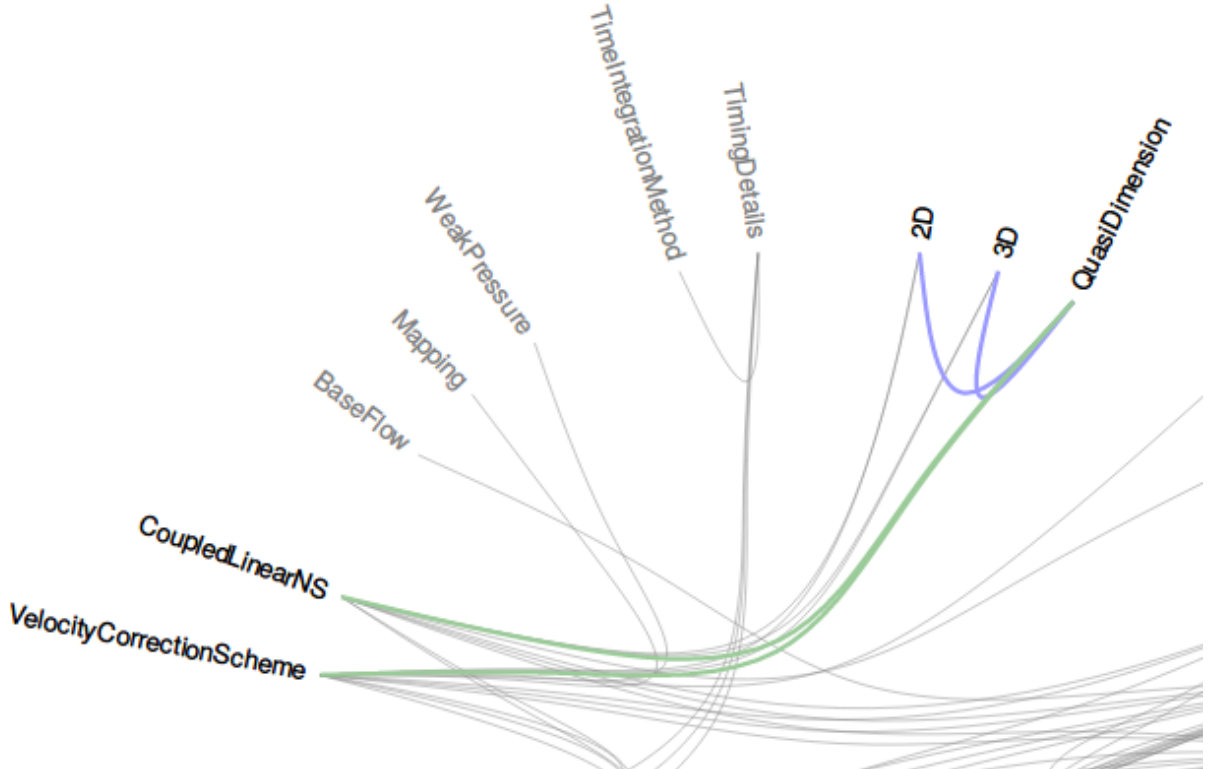 TimeIntegrationMethod
TimingDetails
WeakPressure
2D
3D
QuasiDimension
Mapping
BaseFlow
CoupledLinearNS
VelocityCorrectionScheme